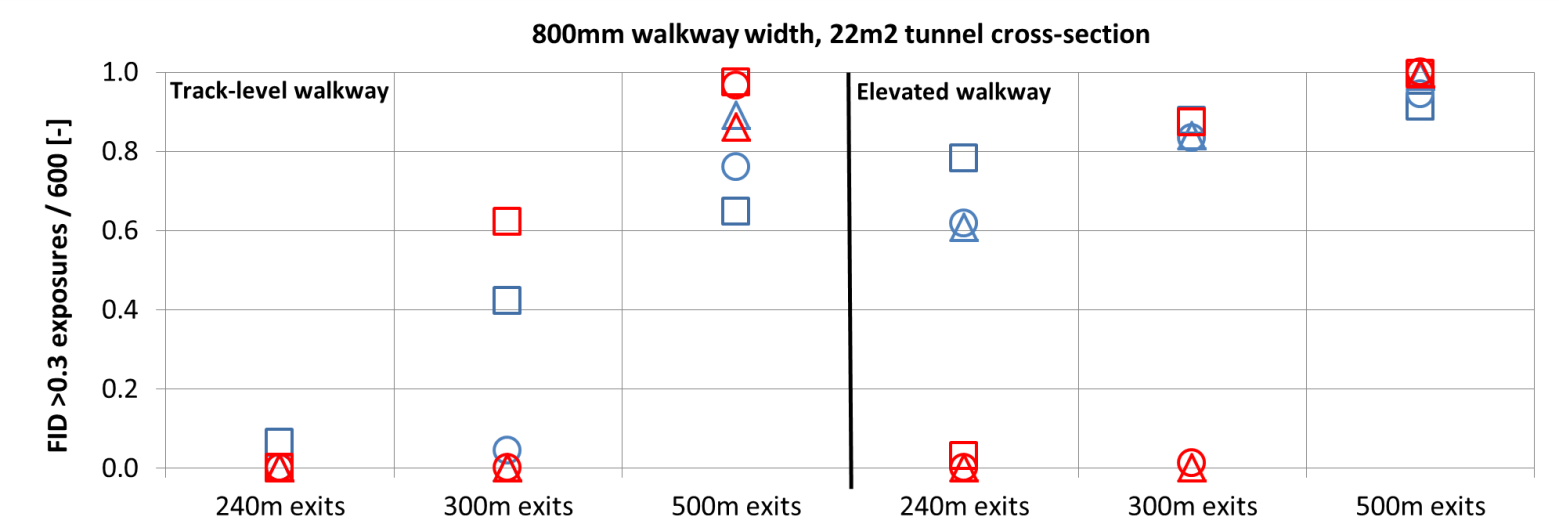 800mm walkway width, 22m2 tunnel cross-section
FID >0.3 exposures / 600 [-]
1.0
0.8
0.6
0.4
0.2
0.0
Track-level walkway
Elevated walkway
240m exits
300m exits
500m exits
240m exits
300m exits
500m exits